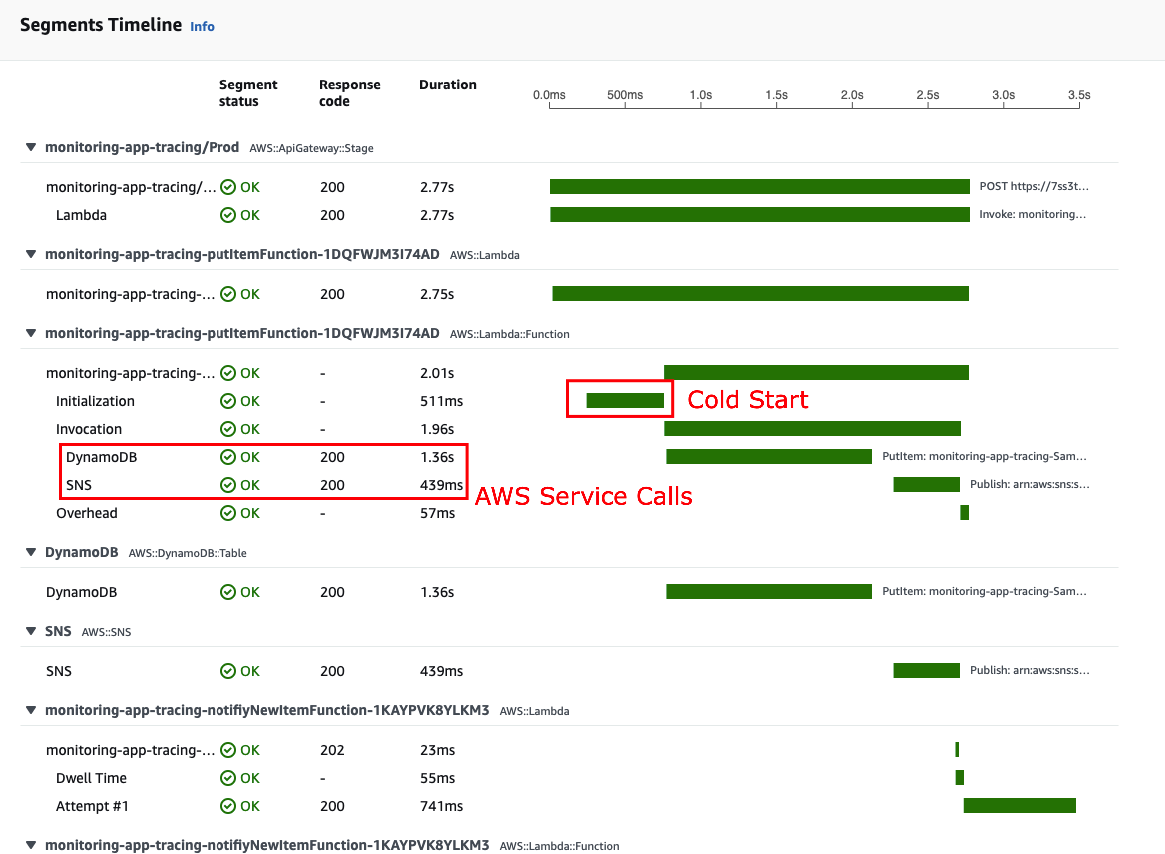 Segments Timeline Info
Segment status Response code Duration
0.0ms 500ms 1.0s 1.5s 2.0s 2.5s 3.0s 3.5s
▼ monitoring-app-tracing/Prod AWS::ApiGateway::Stage
monitoring-app-tracing/... OK 200 2.77s POST https://7ss3t...
Lambda OK 200 2.77s Invoke: monitoring...
▼ monitoring-app-tracing-putItemFunction-1DQFWJM3I74AD AWS::Lambda
monitoring-app-tracing-... OK 200 2.75s
▼ monitoring-app-tracing-putItemFunction-1DQFWJM3I74AD AWS::Lambda::Function
monitoring-app-tracing-... OK - 2.01s
Initialization OK - 511ms Cold Start
Invocation OK - 1.96s
DynamoDB OK 200 1.36s PutItem: monitoring-app-tracing-Sam...
SNS OK 200 439ms Publish: arn:aws:sns:s...
AWS Service Calls
Overhead OK - 57ms
▼ DynamoDB AWS::DynamoDB::Table
DynamoDB OK 200 1.36s PutItem: monitoring-app-tracing-Sam...
▼ SNS AWS::SNS
SNS OK 200 439ms Publish: arn:aws:sns:s...
▼ monitoring-app-tracing-notifiyNewItemFunction-1KAYPVK8YLKM3 AWS::Lambda
monitoring-app-tracing-... OK 202 23ms
Dwell Time OK - 55ms
Attempt #1 OK 200 741ms
▼ monitoring-app-tracing-notifiyNewItemFunction-1KAYPVK8YLKM3 AWS::Lambda::Function